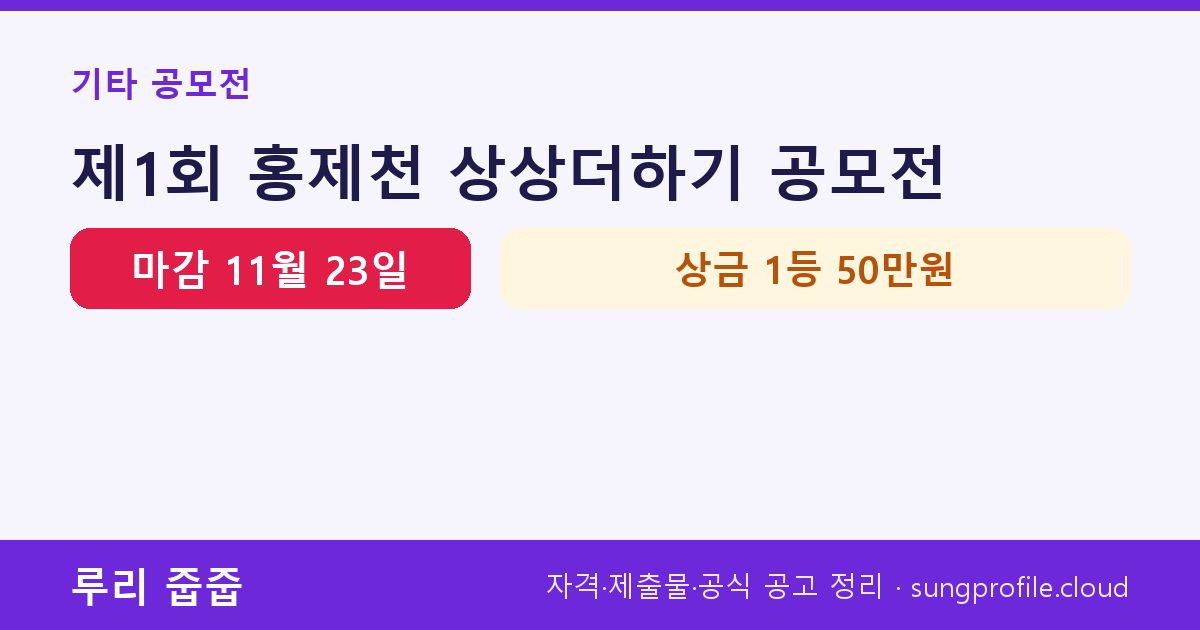 기타 공모전
제1회 홍제천 상상더하기 공모전
마감 11월 23일
상금 1등 50만원
루리 줍줍
자격·제출물·공식 공고 정리 · sungprofile.cloud